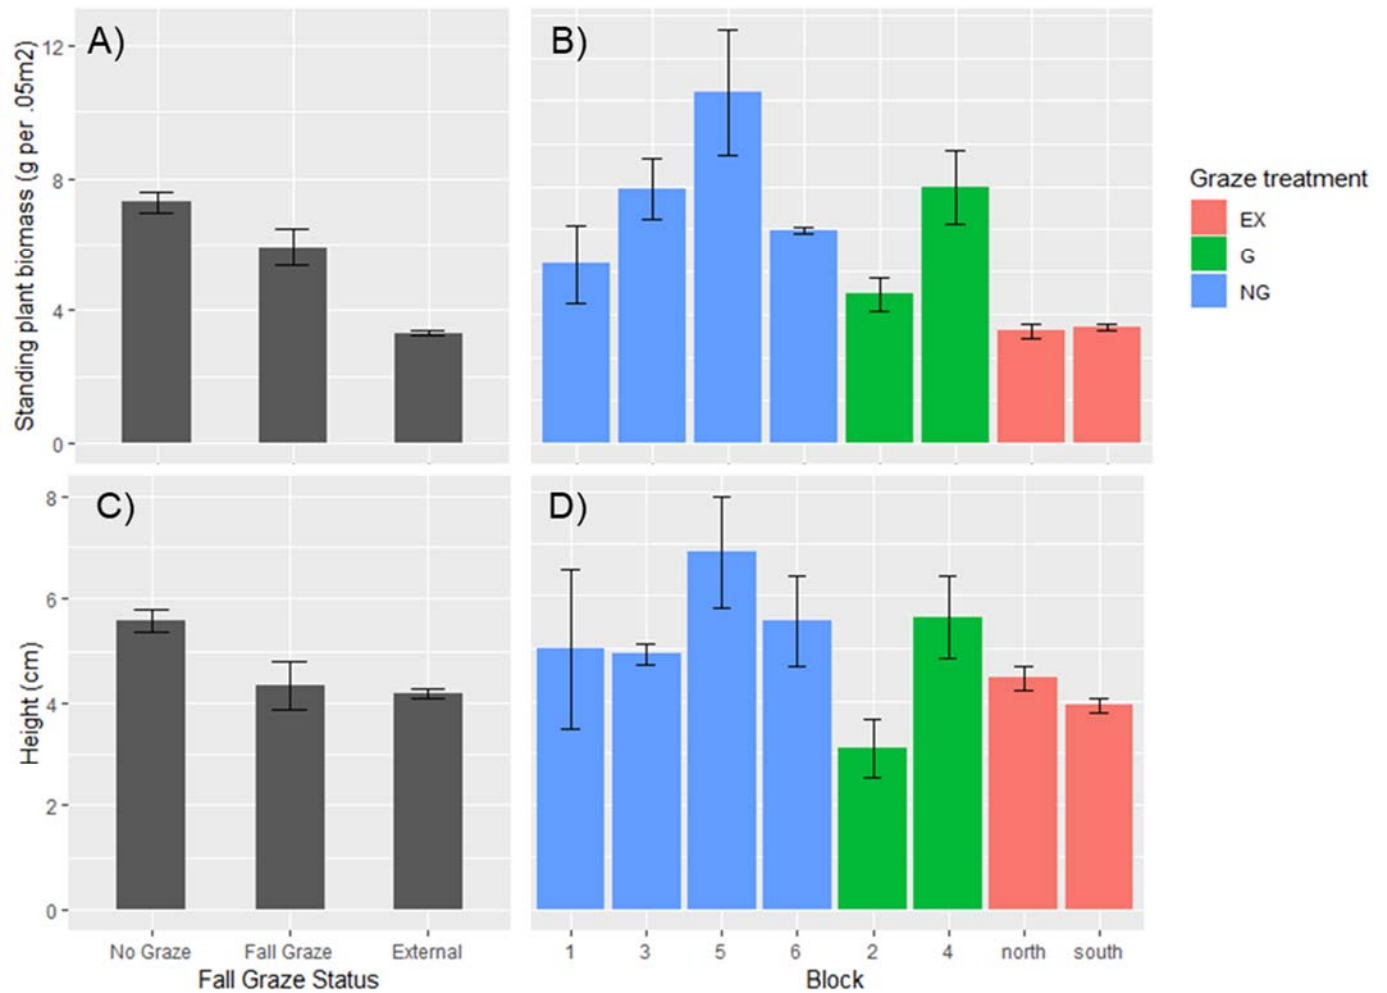 A)
B)
Standing plant biomass (g per .05m2)
12
8
4
0
Graze treatment
EX
G
NG
C)
D)
Height (cm)
8
6
4
2
0
No Graze Fall Graze External
Fall Graze Status
1 3 5 6 2 4 north south
Block